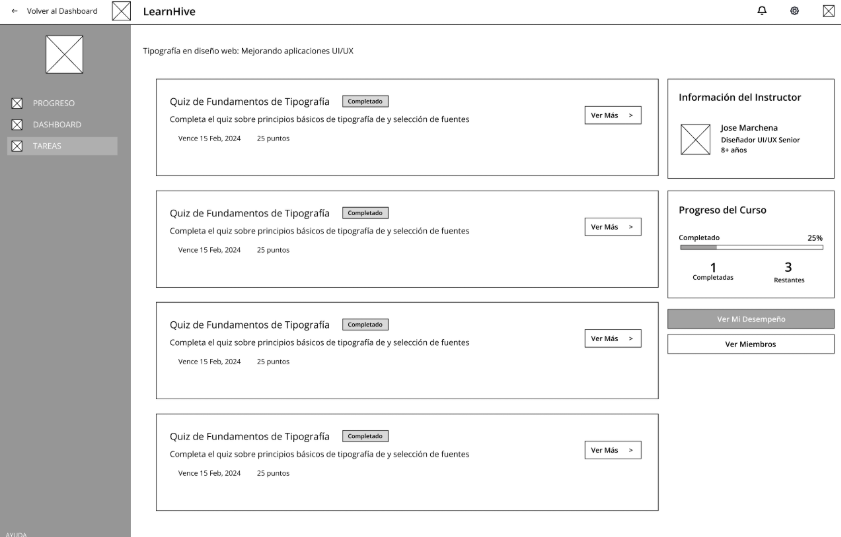 ← Volver al Dashboard
LearnHive
PROGRESO
DASHBOARD
TAREAS
AYUDA
Tipografía en diseño web: Mejorando aplicaciones UI/UX
Quiz de Fundamentos de Tipografía Completado
Completa el quiz sobre principios básicos de tipografía de y selección de fuentes
Vence 15 Feb, 2024 25 puntos
Ver Más >
Quiz de Fundamentos de Tipografía Completado
Completa el quiz sobre principios básicos de tipografía de y selección de fuentes
Vence 15 Feb, 2024 25 puntos
Ver Más >
Quiz de Fundamentos de Tipografía Completado
Completa el quiz sobre principios básicos de tipografía de y selección de fuentes
Vence 15 Feb, 2024 25 puntos
Ver Más >
Quiz de Fundamentos de Tipografía Completado
Completa el quiz sobre principios básicos de tipografía de y selección de fuentes
Vence 15 Feb, 2024 25 puntos
Ver Más >
Información del Instructor
Jose Marchena
Diseñador UI/UX Senior
8+ años
Progreso del Curso
Completado 25%
1 3
Completadas Restantes
Ver Mi Desempeño
Ver Miembros